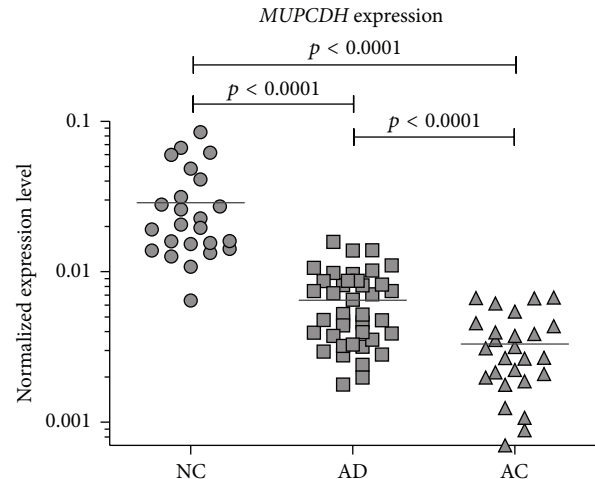 MUPCDH expression
p < 0.0001
p < 0.0001
p < 0.0001
Normalized expression level
0.1
0.01
0.001
NC AD AC